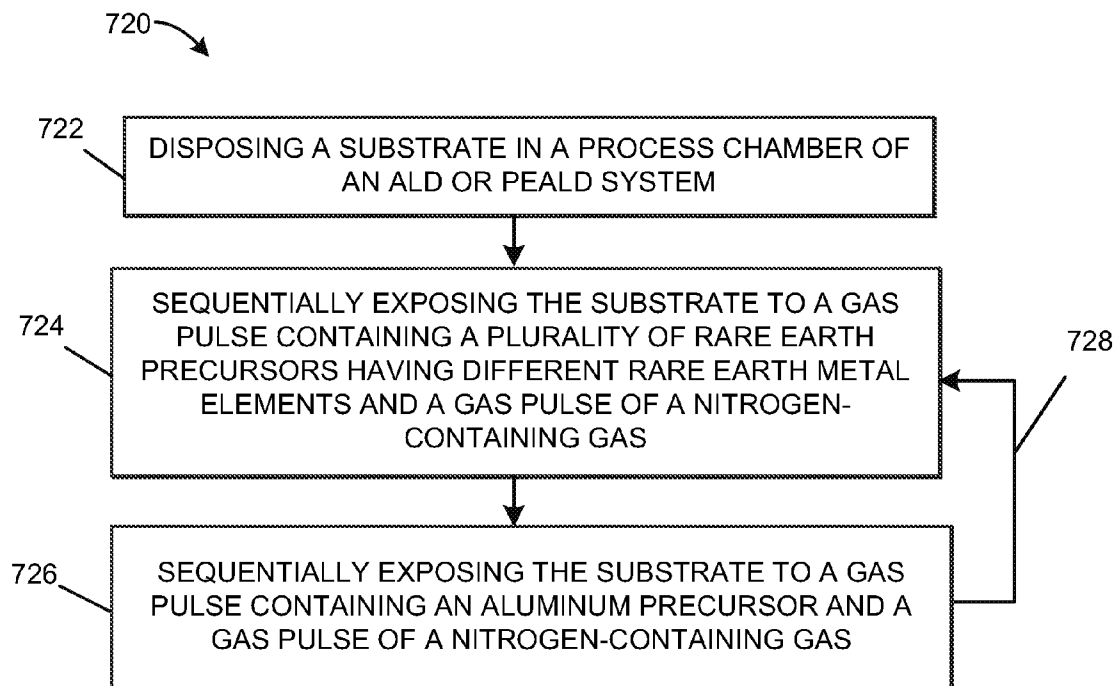 720
722
DISPOSING A SUBSTRATE IN A PROCESS CHAMBER OF
AN ALD OR PEALD SYSTEM
724
SEQUENTIALLY EXPOSING THE SUBSTRATE TO A GAS
PULSE CONTAINING A PLURALITY OF RARE EARTH
PRECURSORS HAVING DIFFERENT RARE EARTH METAL
ELEMENTS AND A GAS PULSE OF A NITROGEN-
CONTAINING GAS
728
726
SEQUENTIALLY EXPOSING THE SUBSTRATE TO A GAS
PULSE CONTAINING AN ALUMINUM PRECURSOR AND A
GAS PULSE OF A NITROGEN-CONTAINING GAS